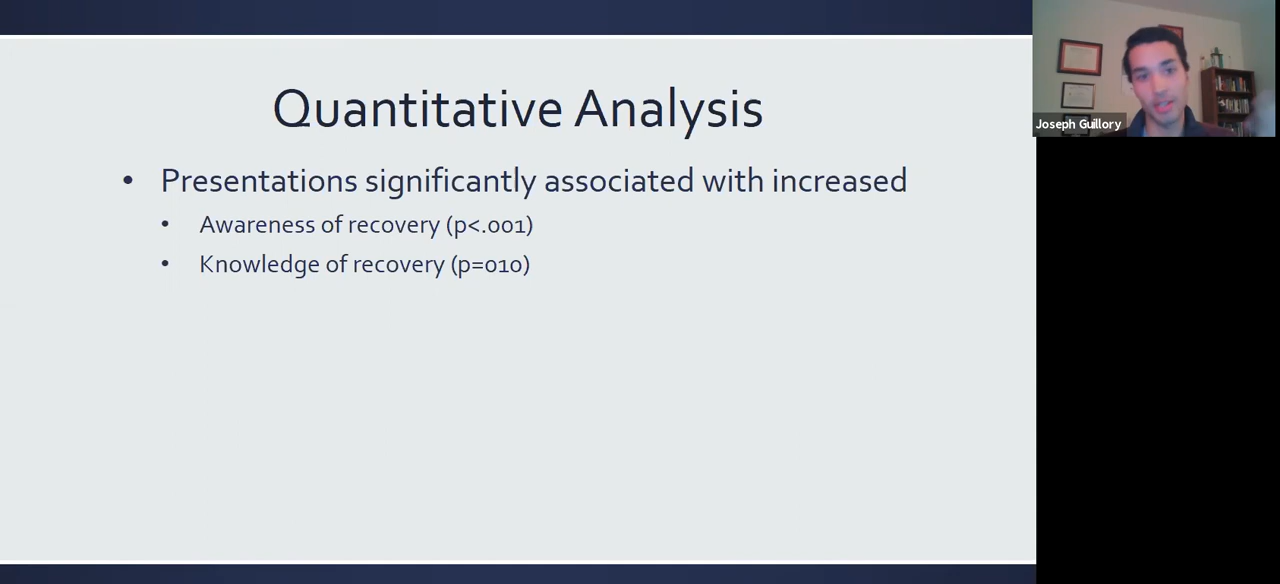 Quantitative Analysis
• Presentations significantly associated with increased
• Awareness of recovery (p<.001)
• Knowledge of recovery (p=010)
Joseph Guillory